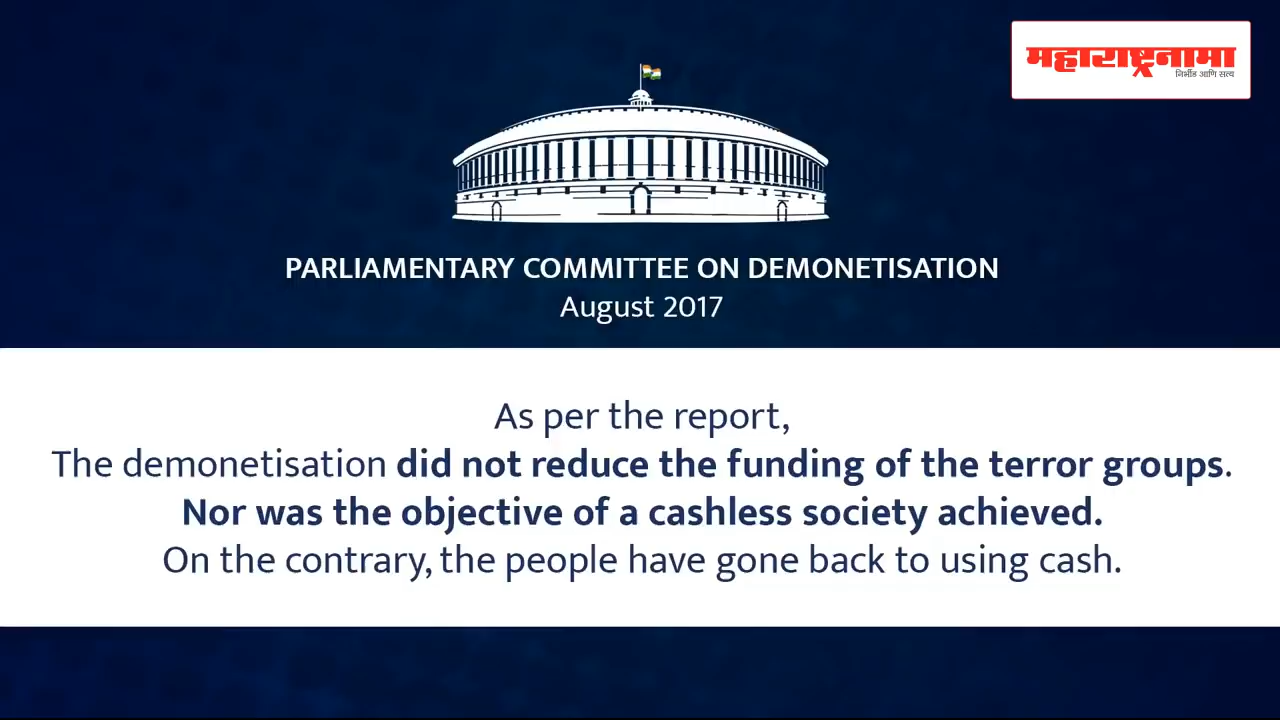 महाराष्ट्रनामा
निर्भीड आणि सत्य
PARLIAMENTARY COMMITTEE ON DEMONETISATION
August 2017
As per the report,
The demonetisation did not reduce the funding of the terror groups.
Nor was the objective of a cashless society achieved.
On the contrary, the people have gone back to using cash.